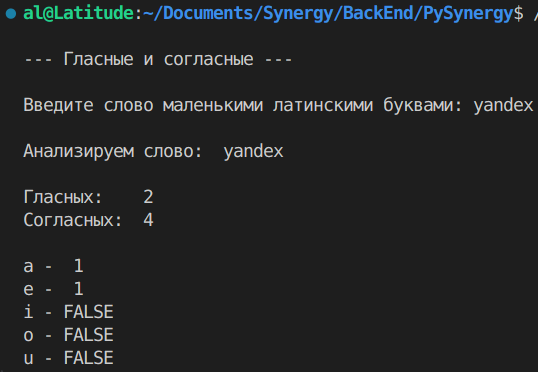 al@Latitude:~/Documents/Synergy/BackEnd/PySynergy$ /
--- Гласные и согласные ---
Введите слово маленькими латинскими буквами: yandex
Анализируем слово:  yandex
Гласных:    2
Согласных:  4
a -  1
e -  1
i - FALSE
o - FALSE
u - FALSE